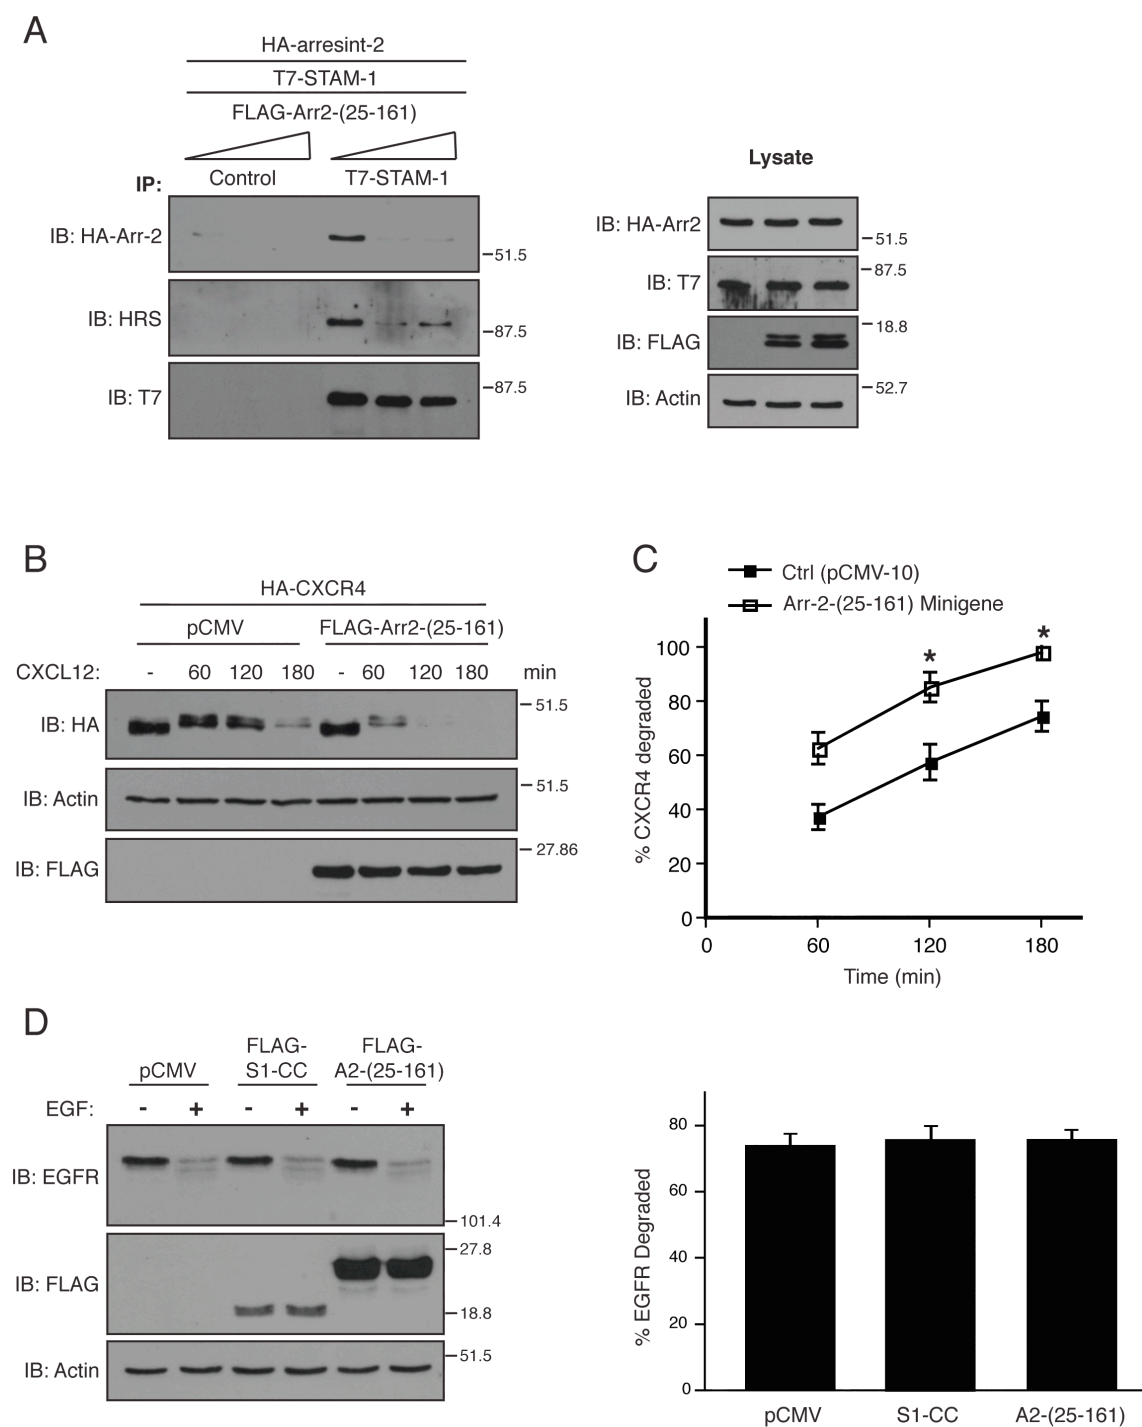 A
HA-arresint-2
T7-STAM-1
FLAG-Arr2-(25-161)
IP: Control T7-STAM-1
IB: HA-Arr-2
51.5
IB: HRS
87.5
IB: T7
87.5
Lysate
IB: HA-Arr2
51.5
IB: T7
87.5
IB: FLAG
18.8
IB: Actin
52.7
B
HA-CXCR4
pCMV FLAG-Arr2-(25-161)
CXCL12: - 60 120 180 - 60 120 180 min
IB: HA
51.5
IB: Actin
51.5
IB: FLAG
27.86
C
Ctrl (pCMV-10)
Arr-2-(25-161) Minigene
% CXCR4 degraded
100
80
60
40
20
0
* *
0 60 120 180
Time (min)
D
pCMV FLAG-S1-CC FLAG-A2-(25-161)
EGF: - + - + - +
IB: EGFR
101.4
IB: FLAG
27.8
18.8
IB: Actin
51.5
% EGFR Degraded
80
60
40
20
0
pCMV S1-CC A2-(25-161)